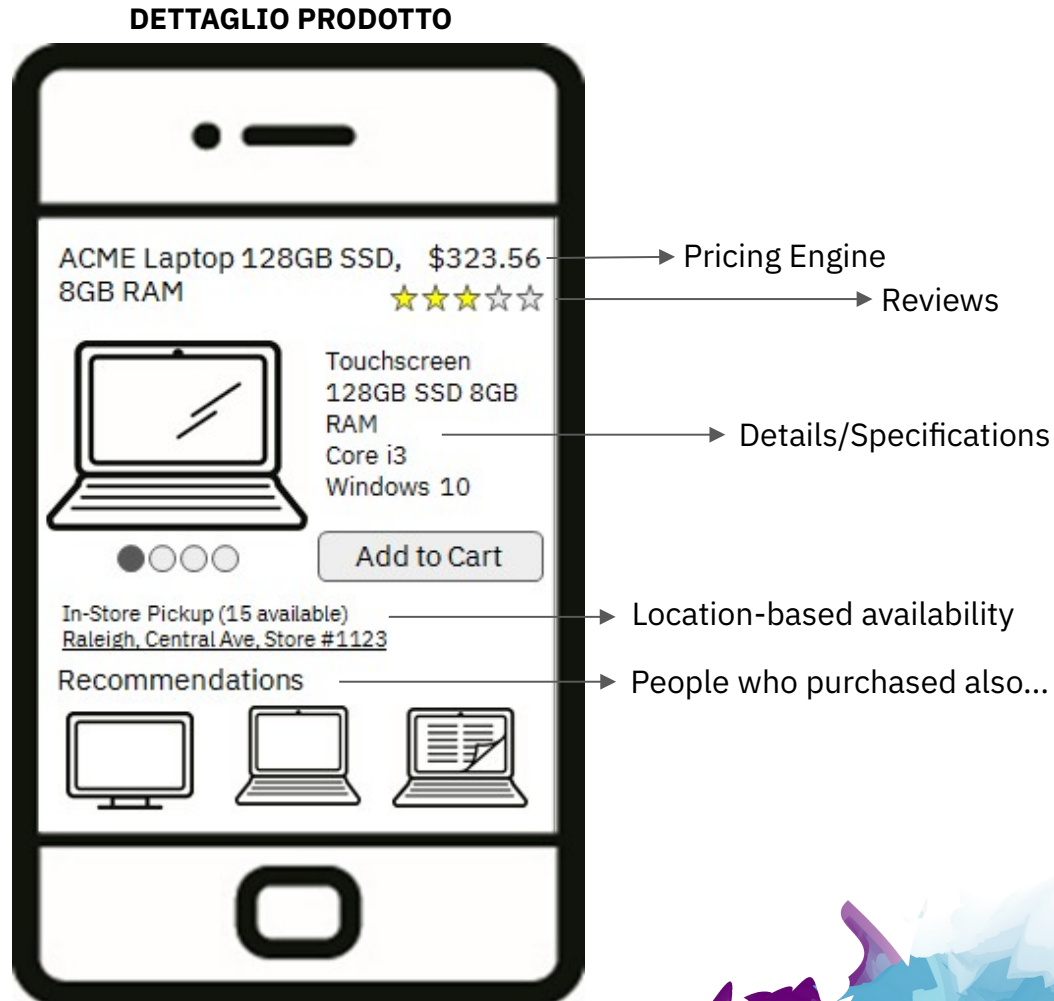 DETTAGLIO PRODOTTO
ACME Laptop 128GB SSD,
8GB RAM
$323.56
Pricing Engine
Reviews
Touchscreen
128GB SSD 8GB
RAM
Core i3
Windows 10
Details/Specifications
Add to Cart
In-Store Pickup (15 available)
Raleigh, Central Ave, Store #1123
Location-based availability
Recommendations
People who purchased also...